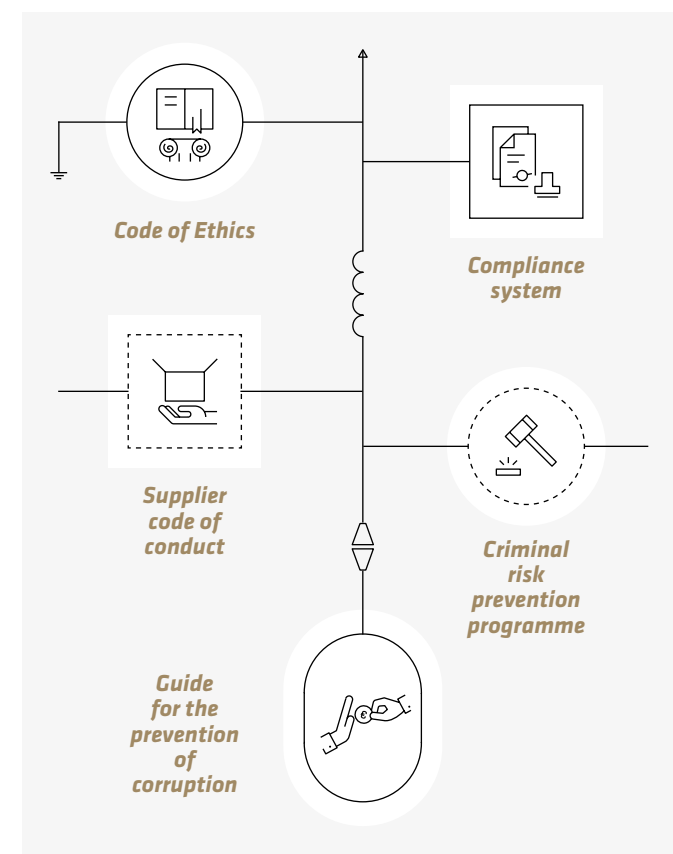 Code of Ethics
Compliance
system
Supplier
code of
conduct
Criminal
risk
prevention
programme
Guide
for the
prevention
of
corruption
€